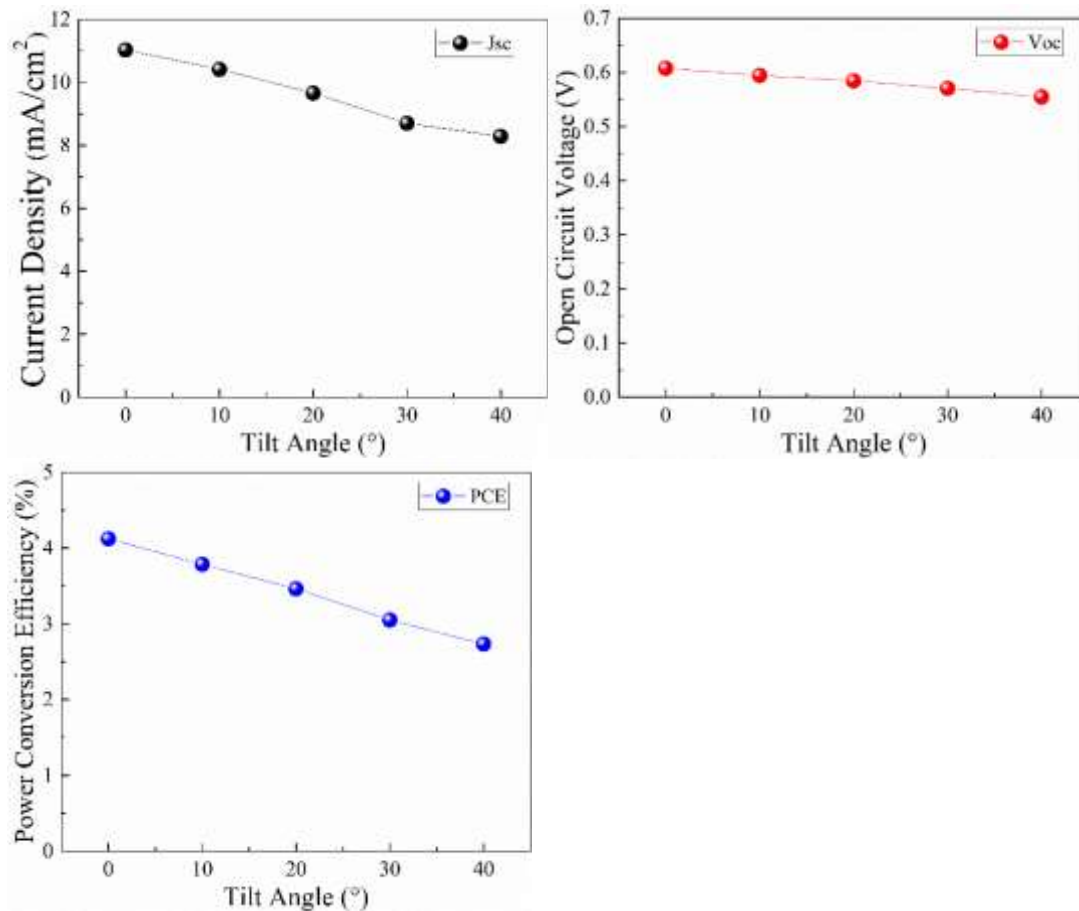 12
10
8
6
4
2
0
Current Density (mA/cm²)
Jsc
0 10 20 30 40
Tilt Angle (°)
0.7
0.6
0.5
0.4
0.3
0.2
0.1
0.0
Open Circuit Voltage (V)
Voc
0 10 20 30 40
Tilt Angle (°)
5
4
3
2
1
0
Power Conversion Efficiency (%)
PCE
0 10 20 30 40
Tilt Angle (°)